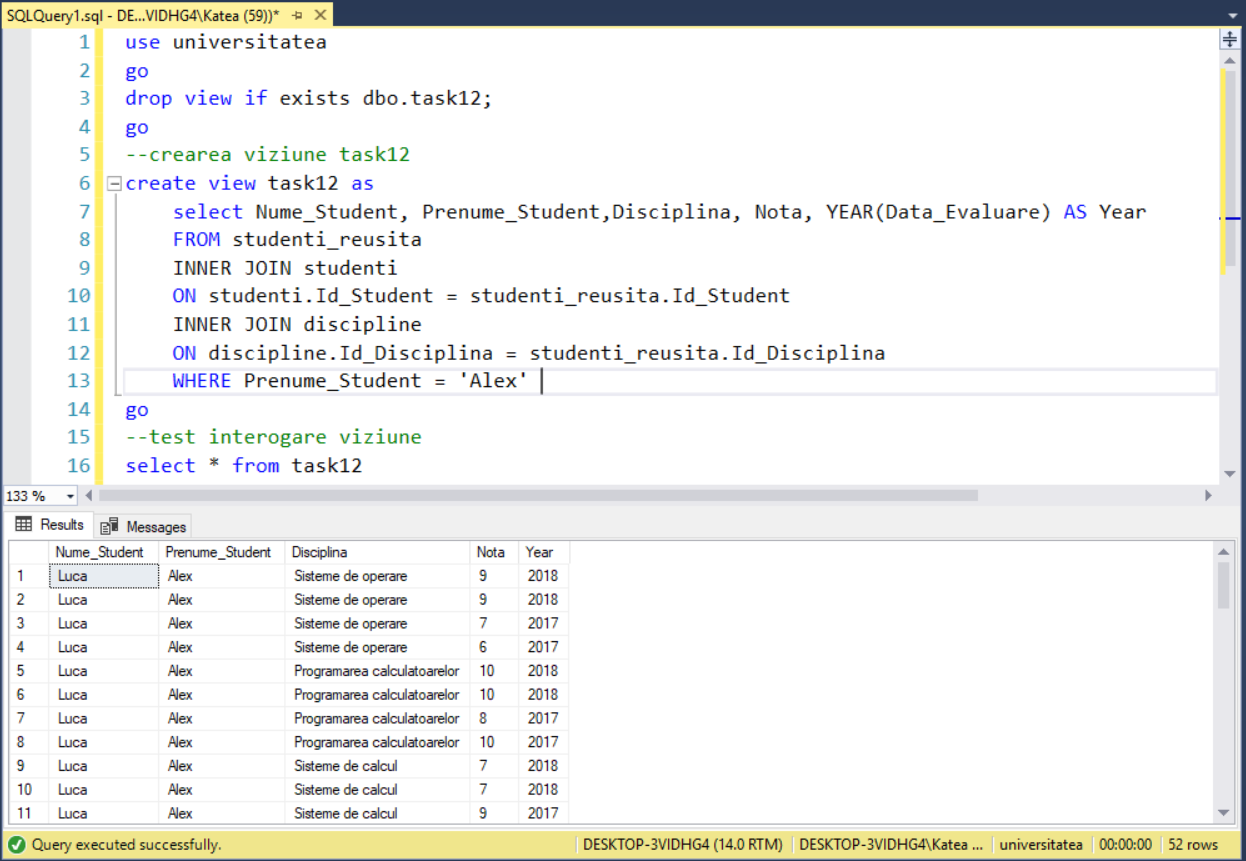 SQLQuery1.sql - DE...VIDHG4\Katea (59))*
1 use universitatea
2 go
3 drop view if exists dbo.task12;
4 go
5 --crearea viziune task12
6 create view task12 as
7 select Nume_Student, Prenume_Student,Disciplina, Nota, YEAR(Data_Evaluare) AS Year
8 FROM studenti_reusita
9 INNER JOIN studenti
10 ON studenti.Id_Student = studenti_reusita.Id_Student
11 INNER JOIN discipline
12 ON discipline.Id_Disciplina = studenti_reusita.Id_Disciplina
13 WHERE Prenume_Student = 'Alex'
14 go
15 --test interogare viziune
16 select * from task12
133 %
Results Messages
Nume_Student Prenume_Student Disciplina Nota Year
1 Luca Alex Sisteme de operare 9 2018
2 Luca Alex Sisteme de operare 9 2018
3 Luca Alex Sisteme de operare 7 2017
4 Luca Alex Sisteme de operare 6 2017
5 Luca Alex Programarea calculatoarelor 10 2018
6 Luca Alex Programarea calculatoarelor 10 2018
7 Luca Alex Programarea calculatoarelor 8 2017
8 Luca Alex Programarea calculatoarelor 10 2017
9 Luca Alex Sisteme de calcul 7 2018
10 Luca Alex Sisteme de calcul 7 2018
11 Luca Alex Sisteme de calcul 9 2017
Query executed successfully. DESKTOP-3VIDHG4 (14.0 RTM) DESKTOP-3VIDHG4\Katea ... universitatea 00:00:00 52 rows